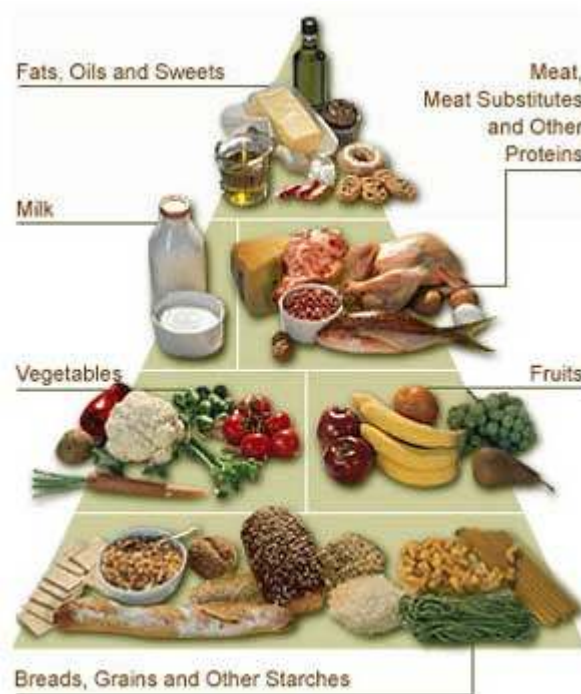 Fats, Oils and Sweets
Meat,
Meat Substitutes
and Other
Proteins
Milk
Vegetables
Fruits
Breads, Grains and Other Starches